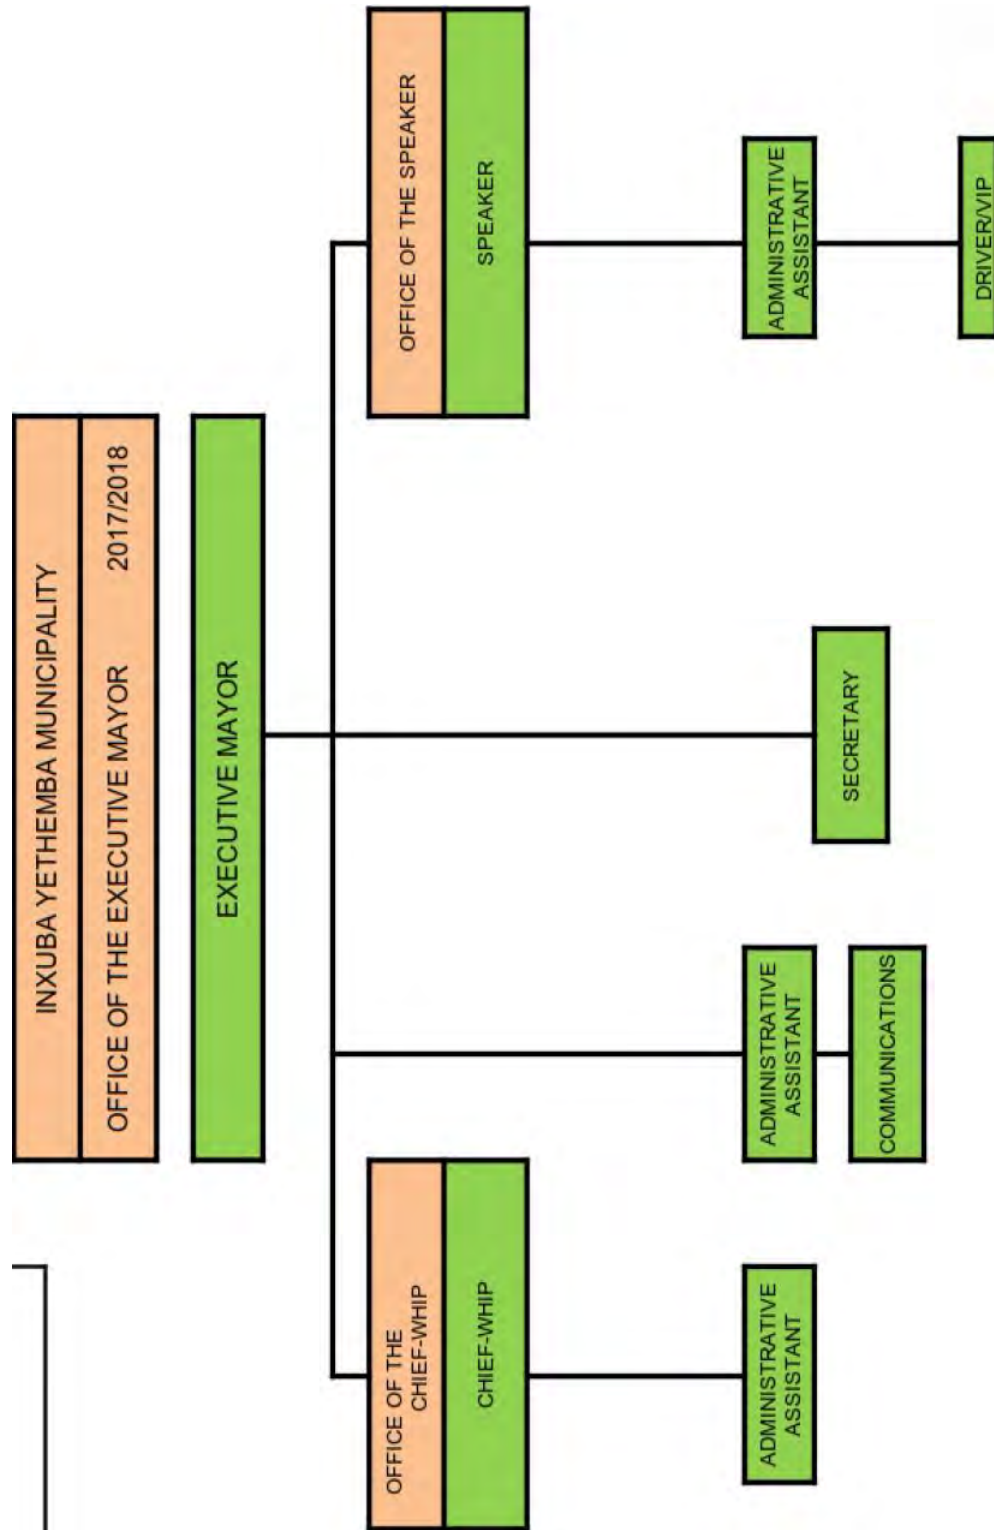 INXUBA YETHEMBA MUNICIPALITY
OFFICE OF THE EXECUTIVE MAYOR 2017/2018
EXECUTIVE MAYOR
OFFICE OF THE
CHIEF-WHIP
CHIEF-WHIP
OFFICE OF THE SPEAKER
SPEAKER
ADMINISTRATIVE
ASSISTANT
ADMINISTRATIVE
ASSISTANT
COMMUNICATIONS
SECRETARY
ADMINISTRATIVE
ASSISTANT
DRIVER/VIP